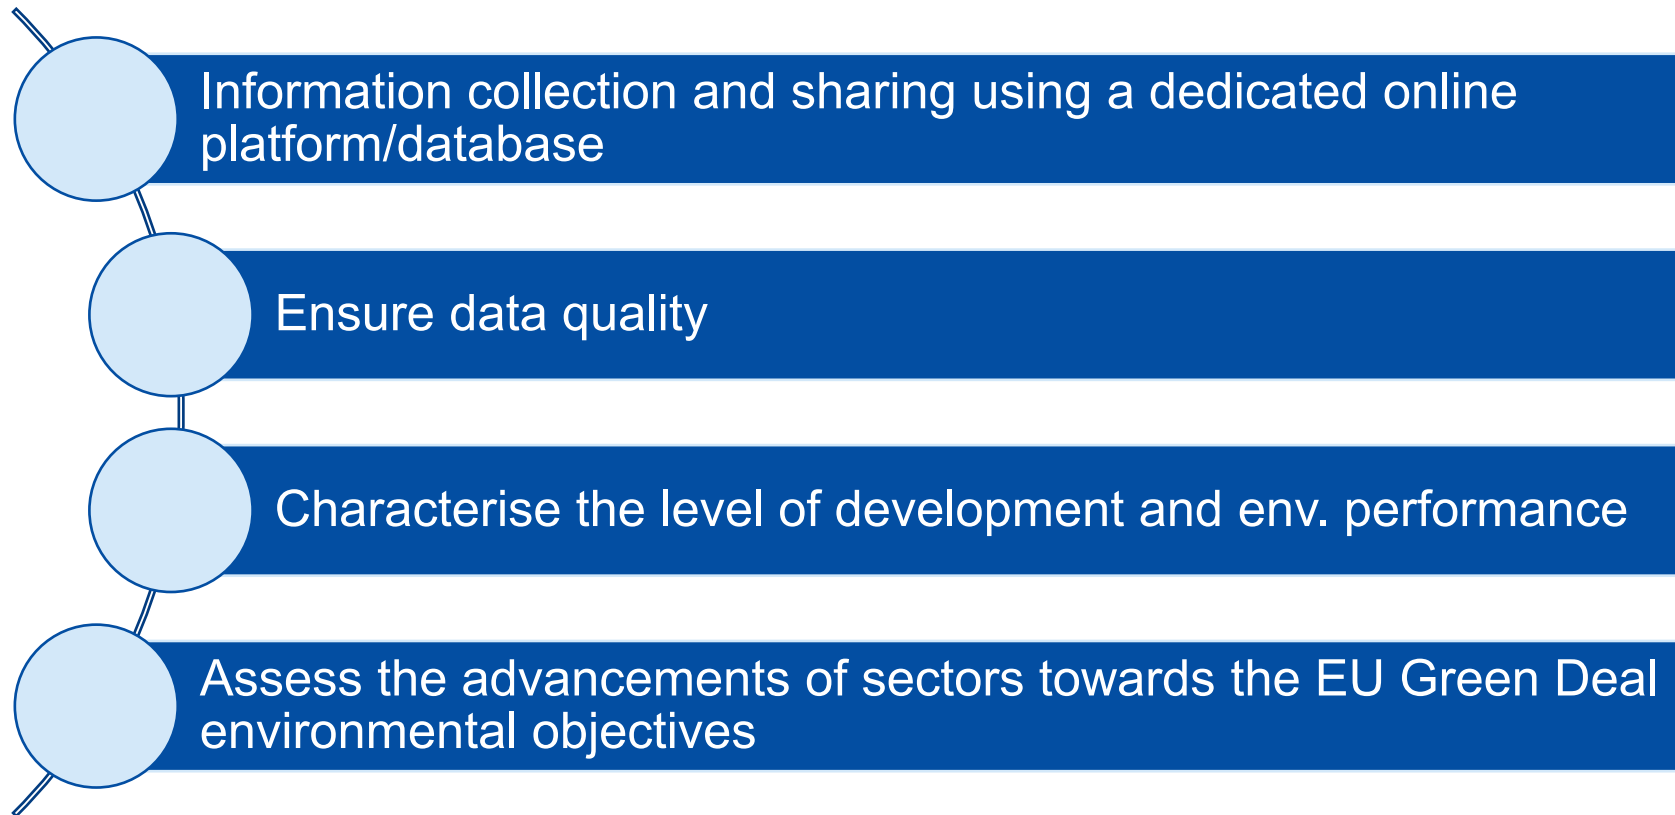 Information collection and sharing using a dedicated online
platform/database
Ensure data quality
Characterise the level of development and env. performance
Assess the advancements of sectors towards the EU Green Deal
environmental objectives